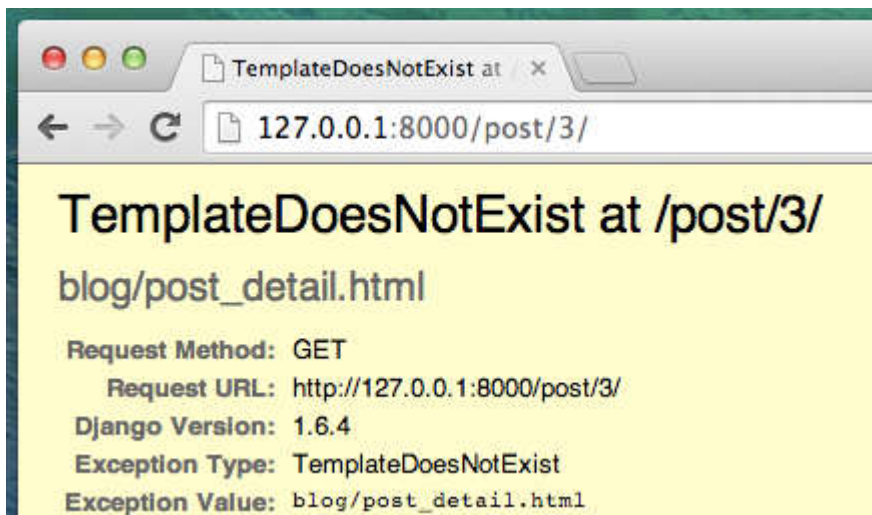 TemplateDoesNotExist at /
127.0.0.1:8000/post/3/
TemplateDoesNotExist at /post/3/
blog/post_detail.html
Request Method: GET
Request URL: http://127.0.0.1:8000/post/3/
Django Version: 1.6.4
Exception Type: TemplateDoesNotExist
Exception Value: blog/post_detail.html